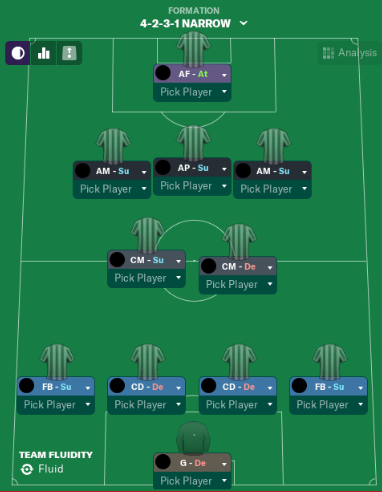 FORMATION
4-2-3-1 NARROW
Analysis
AF - At
Pick Player
AM - Su
AP - Su
AM - Su
Pick Player
Pick Player
Pick Player
CM - Su
CM - De
Pick Player
Pick Player
FB - Su
CD - De
CD - De
FB - Su
Pick Player
Pick Player
Pick Player
Pick Player
TEAM FLUIDITY
Fluid
G - De
Pick Player